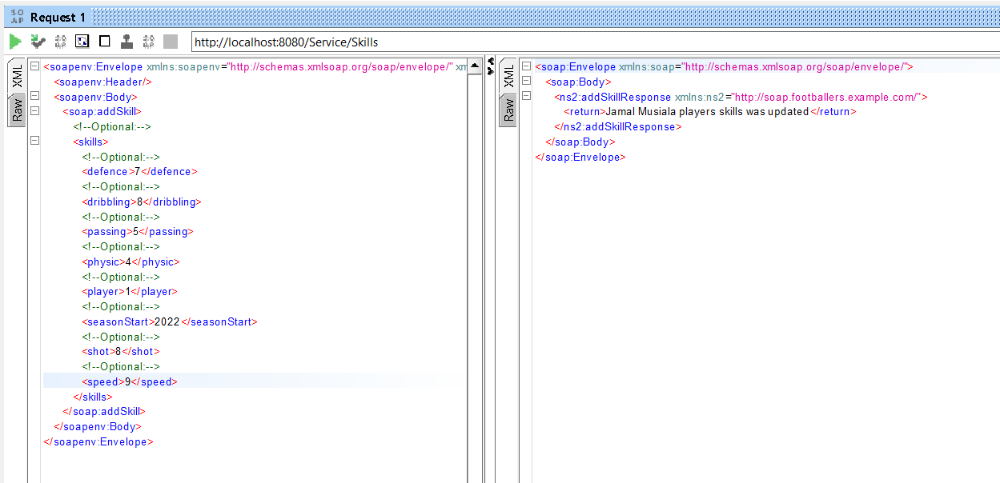 SO AP Request 1
http://localhost:8080/Service/Skills
XML
Raw
<soapenv:Envelope xmlns:soapenv="http://schemas.xmlsoap.org/soap/envelope/" xm
<soapenv:Header/>
<soapenv:Body>
<soap:addSkill>
<!--Optional:-->
<skills>
<!--Optional:-->
<defence>7</defence>
<!--Optional:-->
<dribbling>8</dribbling>
<!--Optional:-->
<passing>5</passing>
<!--Optional:-->
<physic>4</physic>
<!--Optional:-->
<player>1</player>
<!--Optional:-->
<seasonStart>2022</seasonStart>
<!--Optional:-->
<shot>8</shot>
<!--Optional:-->
<speed>9</speed>
</skills>
</soap:addSkill>
</soapenv:Body>
</soapenv:Envelope>
XML
Raw
<soap:Envelope xmlns:soap="http://schemas.xmlsoap.org/soap/envelope/">
<soap:Body>
<ns2:addSkillResponse xmlns:ns2="http://soap.footballers.example.com/">
<return>Jamal Musiala players skills was updated</return>
</ns2:addSkillResponse>
</soap:Body>
</soap:Envelope>